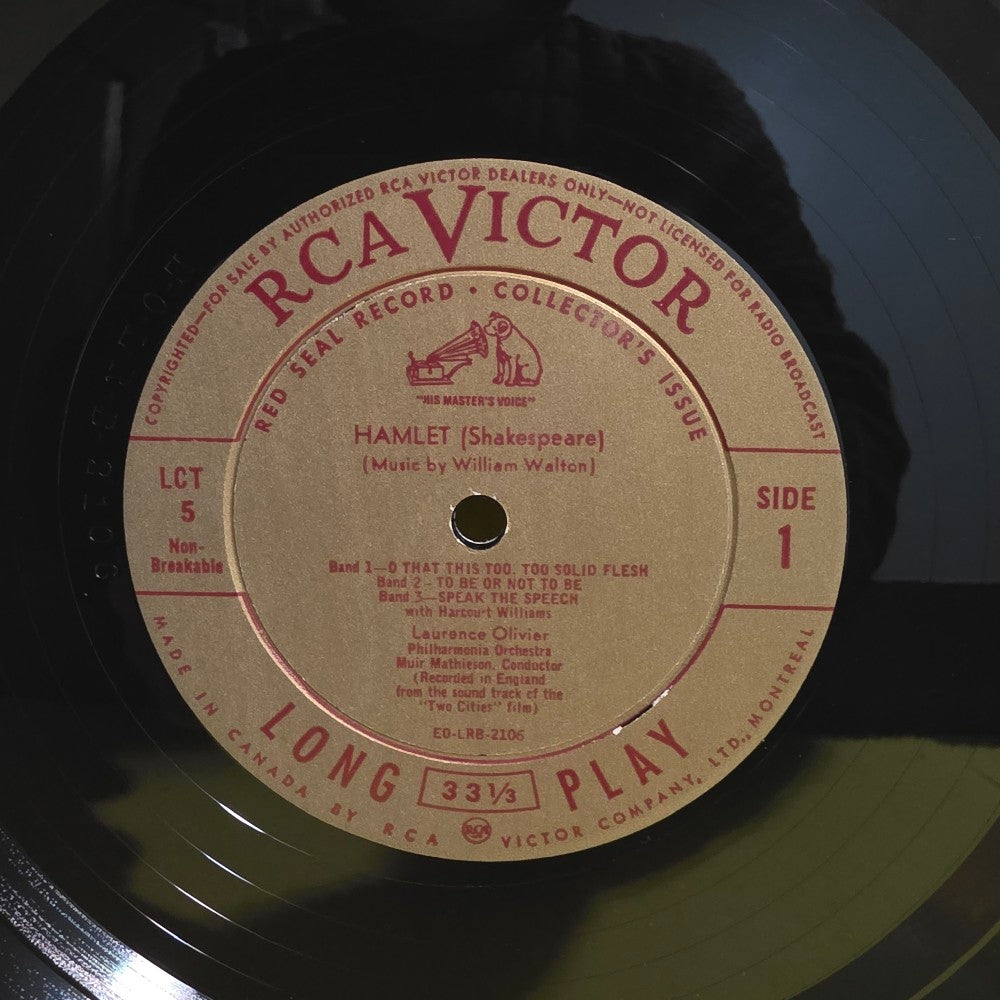 COPYRIGHTED—FOR SALE BY AUTHORIZED RCA VICTOR DEALERS ONLY—NOT LICENSED FOR RADIO BROADCAST
RCA VICTOR
RED SEAL RECORD • COLLECTOR'S ISSUE
"HIS MASTER'S VOICE"
HAMLET (Shakespeare)
(Music by William Walton)
LCT
5
Non-
Breakable
SIDE
1
Band 1—O THAT THIS TOO, TOO SOLID FLESH
Band 2-TO BE OR NOT TO BE
Band 3—SPEAK THE SPEECH
with Harcourt Williams
Laurence Olivier
Philharmonia Orchestra
Muir Mathieson, Conductor
(Recorded in England
from the sound track of the
"Two Cities" film)
EO-LRB-2106
LONG 33⅓ PLAY
MADE IN CANADA BY RCA RCA VICTOR COMPANY, LTD., MONTREAL